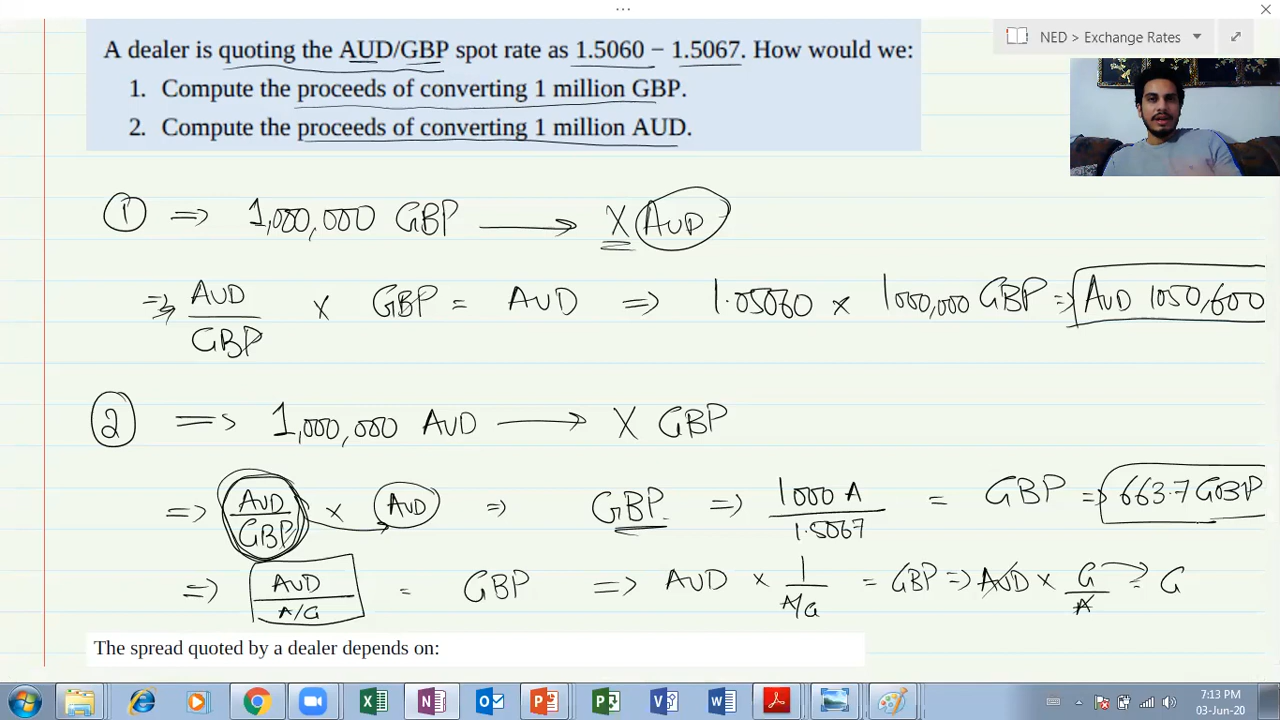 A dealer is quoting the AUD/GBP spot rate as 1.5060 − 1.5067. How would we:
1. Compute the proceeds of converting 1 million GBP.
2. Compute the proceeds of converting 1 million AUD.
NED > Exchange Rates
① => 1,000,000 GBP → X AUD
=> AUD/GBP × GBP = AUD => 1.05060 × 1000,000 GBP => AUD 1050,600
② => 1,000,000 AUD → X GBP
=> AUD/GBP × AUD => GBP => 1000 A/1.5067 = GBP => 663.7 GBP
=> AUD/A/G = GBP => AUD × 1/A/G = GBP => AUD × G/A = G
The spread quoted by a dealer depends on:
7:13 PM
03-Jun-20